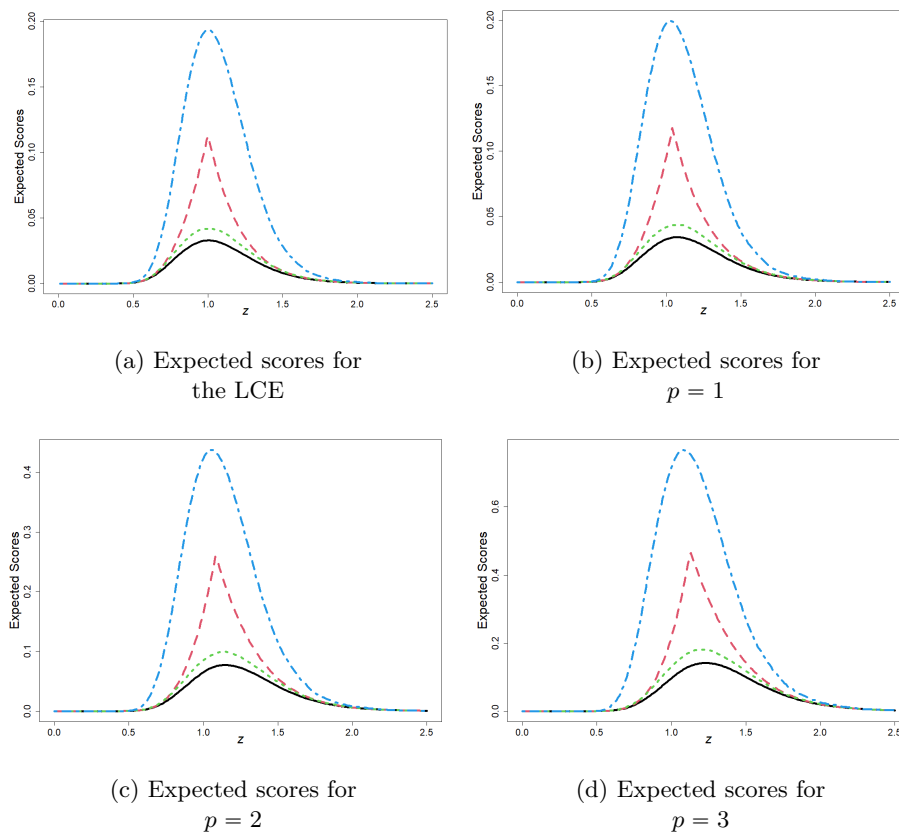 Expected Scores
0.00 0.05 0.10 0.15 0.20
0.0 0.5 1.0 1.5 2.0 2.5
z
(a) Expected scores for
the LCE
Expected Scores
0.00 0.05 0.10 0.15 0.20
0.0 0.5 1.0 1.5 2.0 2.5
z
(b) Expected scores for
p = 1
Expected Scores
0.0 0.1 0.2 0.3 0.4
0.0 0.5 1.0 1.5 2.0 2.5
z
(c) Expected scores for
p = 2
Expected Scores
0.0 0.2 0.4 0.6
0.0 0.5 1.0 1.5 2.0 2.5
z
(d) Expected scores for
p = 3